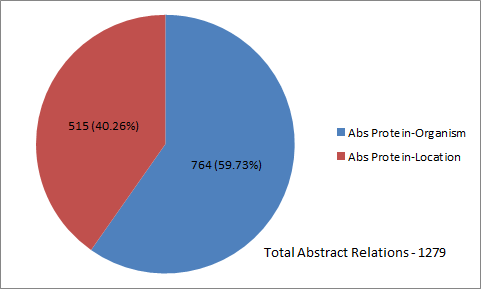 515 (40.26%)
764 (59.73%)
Abs Protein-Organism
Abs Protein-Location
Total Abstract Relations - 1279